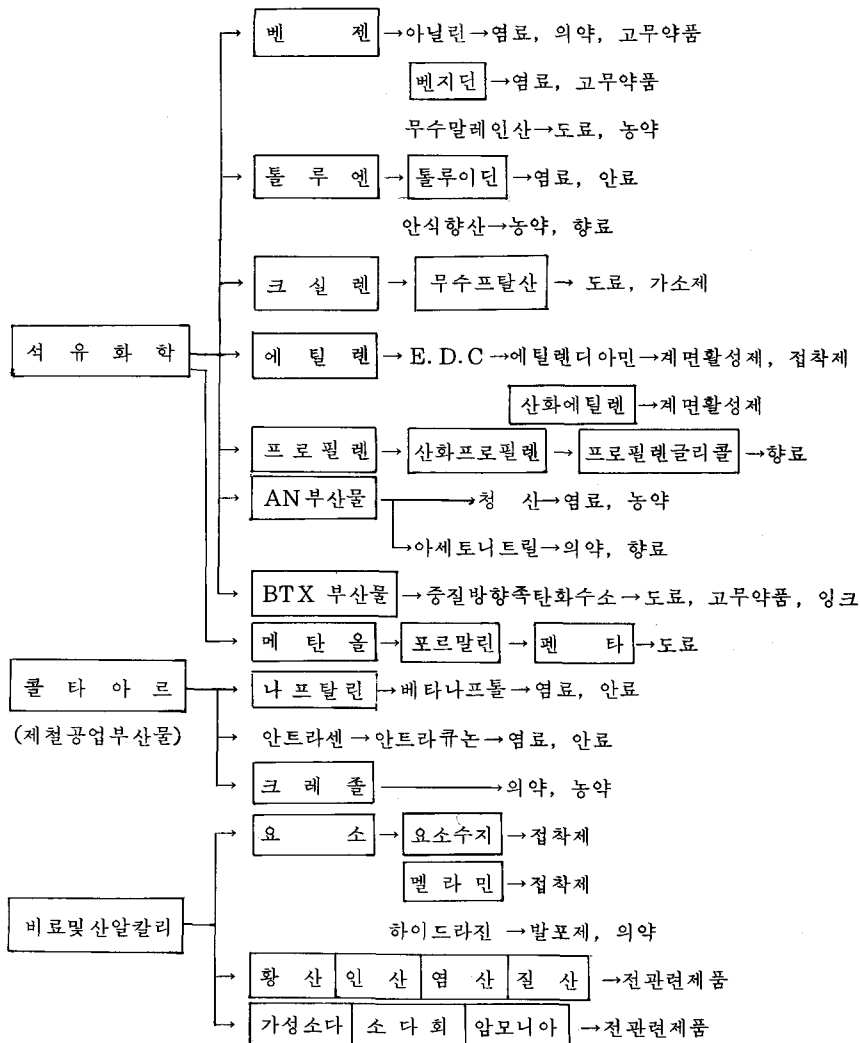 벤 젠 →아닐린→염료, 의약, 고무약품
벤지딘 →염료, 고무약품
무수말레인산→도료, 농약
톨 루 엔 → 톨루이딘 →염료, 안료
안식향산→농약, 향료
크 실 렌 → 무수프탈산 → 도료, 가소제
석 유 화 학 → 에 틸 렌 → E. D. C →에틸렌디아민→계면활성제, 접착제
산화에틸렌 →계면활성제
프 로 필 렌 → 산화프로필렌 → 프로필렌글리콜 →향료
AN부산물 → 청 산→염료, 농약
→아세토니트릴→의약, 향료
BTX 부산물 →중질방향족탄화수소→도료, 고무약품, 잉크
메 탄 올 → 포르말린 → 펜 타 →도료
콜 타 아 르 → 나 프 탈 린 →베타나프톨→염료, 안료
(제철공업부산물) → 안트라센 →안트라큐논→염료, 안료
크 레 졸 → 의약, 농약
요 소 → 요소수지 →접착제
멜 라 민 →접착제
비료및산알칼리 하이드라진 →발포제, 의약
황 산 인 산 염 산 질 산 →전관련제품
가성소다 소 다 회 암모니아 →전관련제품